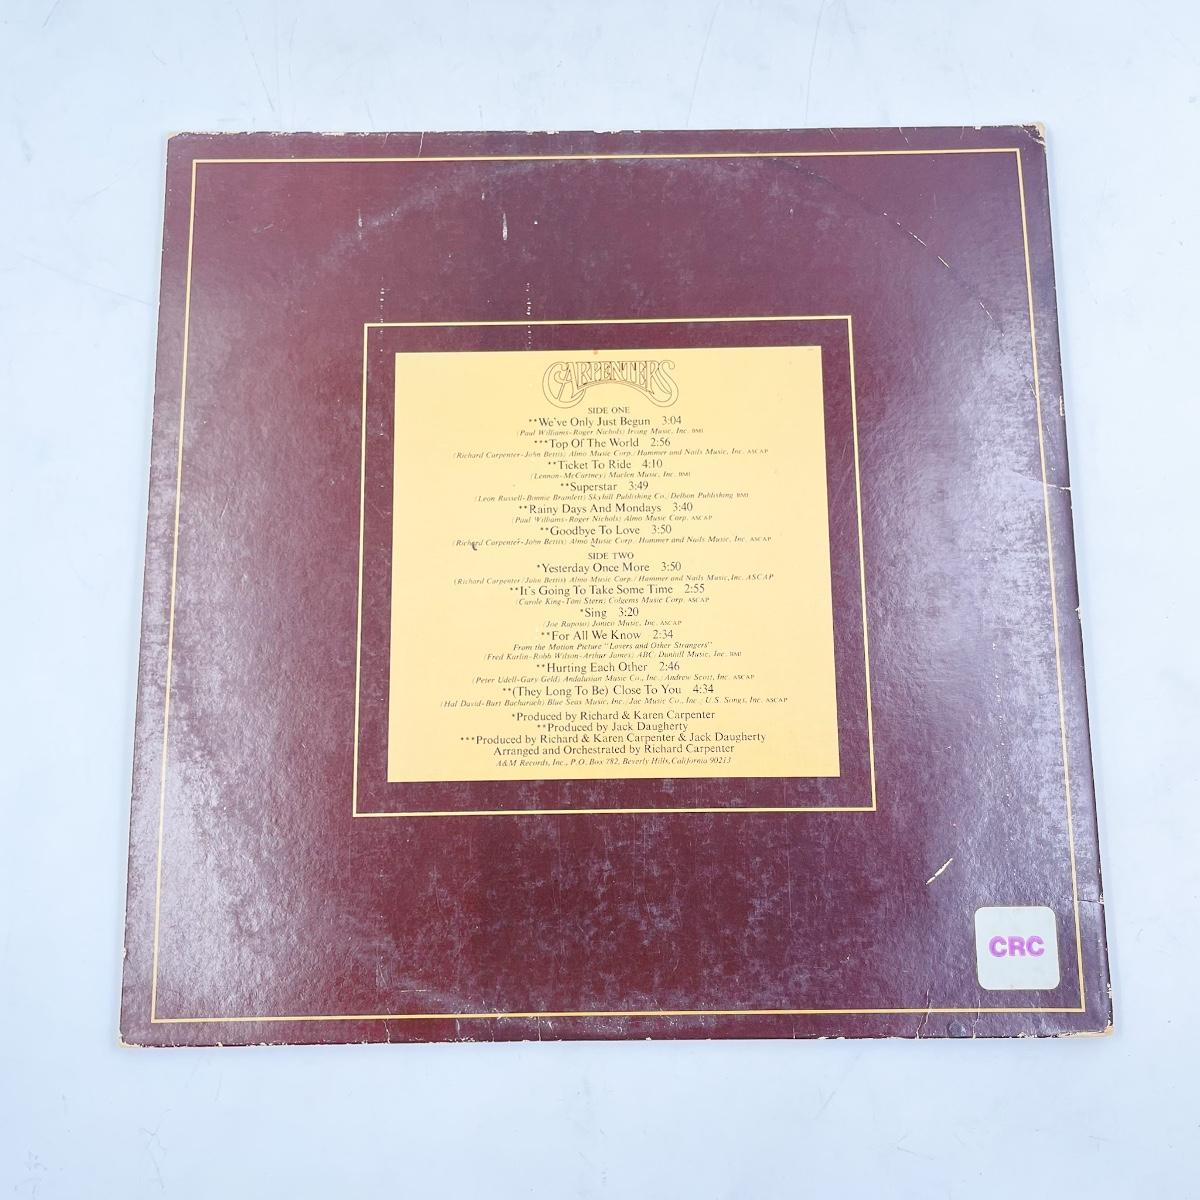 CARPENTERS
SIDE ONE
**We've Only Just Begun 3:04
(Paul Williams-Roger Nichols) Irving Music, Inc. BMI
***Top Of The World 2:56
(Richard Carpenter-John Bettis) Almo Music Corp./Hammer and Nails Music, Inc. ASCAP
**Ticket To Ride 4:10
(Lennon-McCartney) Maclen Music, Inc. BMI
**Superstar 3:49
(Leon Russell-Bonnie Bramlett) Skyhill Publishing Co./Delbon Publishing BMI
**Rainy Days And Mondays 3:40
(Paul Williams-Roger Nichols) Almo Music Corp. ASCAP
**Goodbye To Love 3:50
(Richard Carpenter-John Bettis) Almo Music Corp./Hammer and Nails Music, Inc. ASCAP
SIDE TWO
*Yesterday Once More 3:50
(Richard Carpenter/John Bettis) Almo Music Corp./Hammer and Nails Music, Inc. ASCAP
**It's Going To Take Some Time 2:55
(Carole King-Toni Stern) Colgems Music Corp. ASCAP
*Sing 3:20
(Joe Raposo) Jonico Music, Inc. ASCAP
**For All We Know 2:34
From the Motion Picture "Lovers and Other Strangers"
(Fred Karlin-Robb Wilson-Arthur James) ABC/Dunhill Music, Inc. BMI
**Hurting Each Other 2:46
(Peter Udell-Gary Geld) Andalusian Music Co., Inc./Andrew Scott, Inc. ASCAP
**(They Long To Be) Close To You 4:34
(Hal David-Burt Bacharach) Blue Seas Music, Inc./Jac Music Co., Inc./U.S. Songs, Inc. ASCAP
*Produced by Richard & Karen Carpenter
**Produced by Jack Daugherty
***Produced by Richard & Karen Carpenter & Jack Daugherty
Arranged and Orchestrated by Richard Carpenter
A&M Records, Inc., P.O. Box 782, Beverly Hills, California 90213
CRC